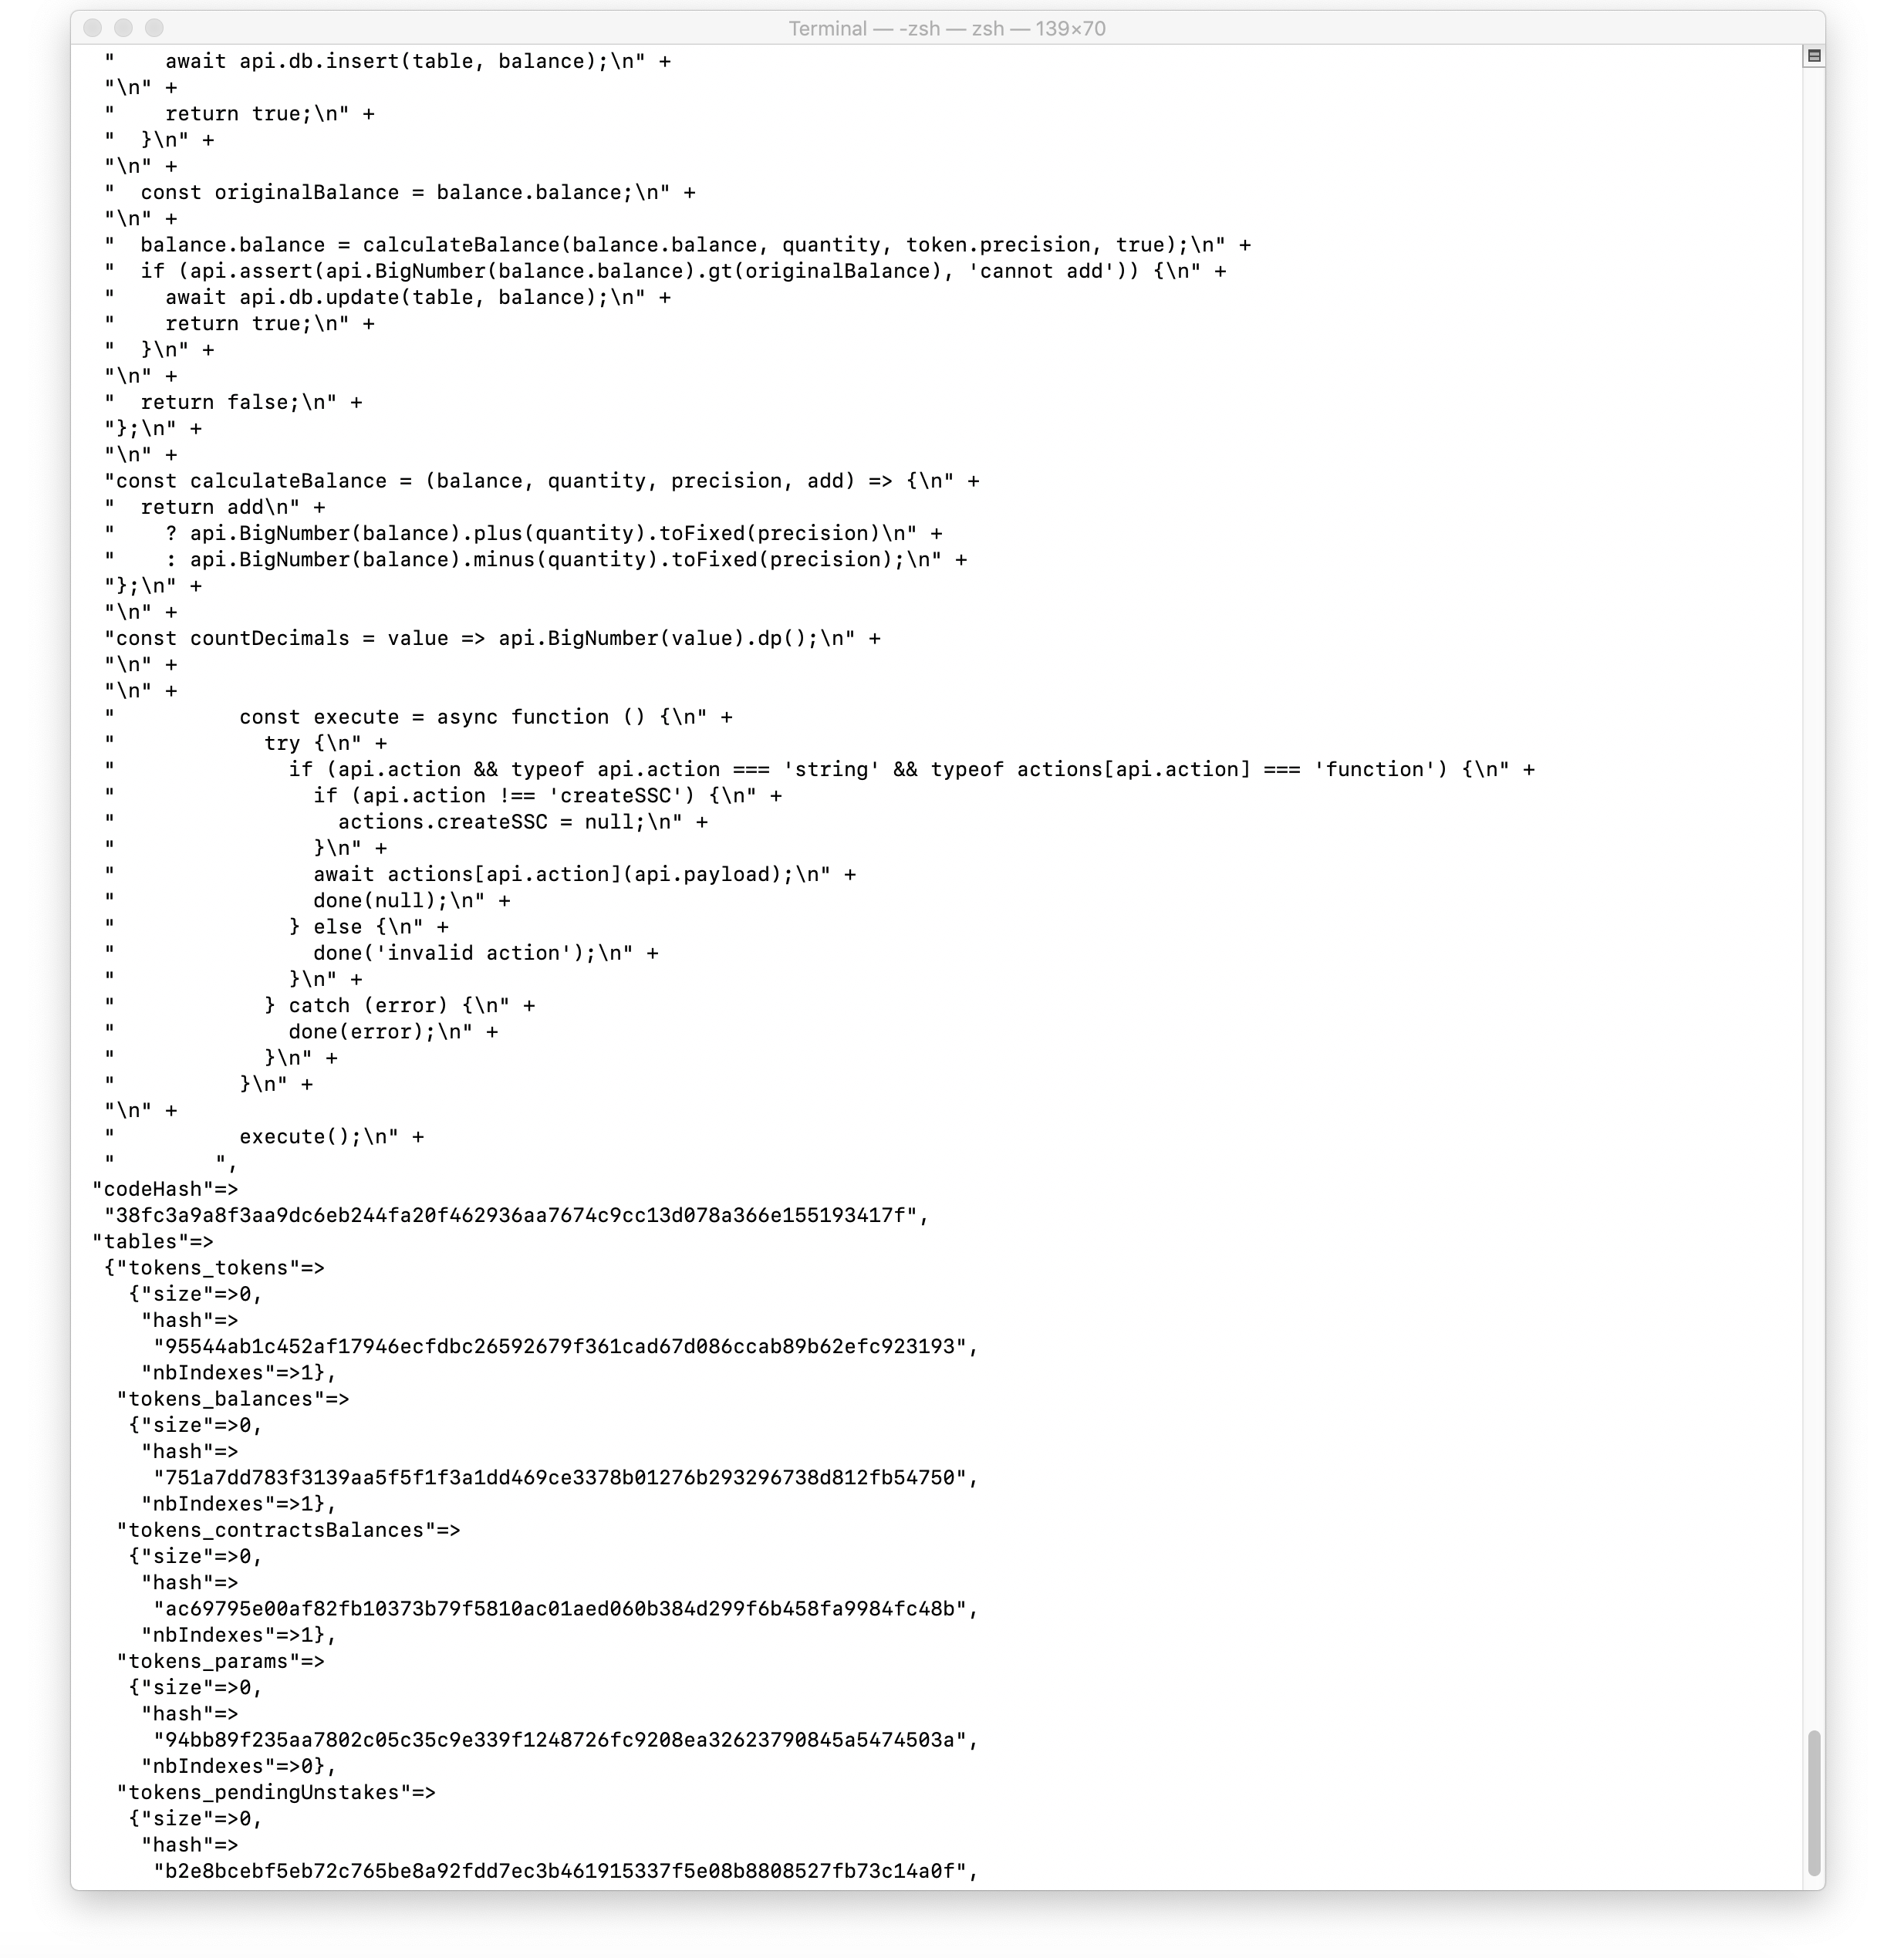 Terminal — -zsh — zsh — 139×70
"    await api.db.insert(table, balance);\n" +
"\n" +
"    return true;\n" +
"  }\n" +
"\n" +
"  const originalBalance = balance.balance;\n" +
"\n" +
"  balance.balance = calculateBalance(balance.balance, quantity, token.precision, true);\n" +
"  if (api.assert(api.BigNumber(balance.balance).gt(originalBalance), 'cannot add')) {\n" +
"    await api.db.update(table, balance);\n" +
"    return true;\n" +
"  }\n" +
"\n" +
"  return false;\n" +
"};\n" +
"\n" +
"const calculateBalance = (balance, quantity, precision, add) => {\n" +
"  return add\n" +
"    ? api.BigNumber(balance).plus(quantity).toFixed(precision)\n" +
"    : api.BigNumber(balance).minus(quantity).toFixed(precision);\n" +
"};\n" +
"\n" +
"const countDecimals = value => api.BigNumber(value).dp();\n" +
"\n" +
"\n" +
"          const execute = async function () {\n" +
"            try {\n" +
"              if (api.action && typeof api.action === 'string' && typeof actions[api.action] === 'function') {\n" +
"                if (api.action !== 'createSSC') {\n" +
"                  actions.createSSC = null;\n" +
"                }\n" +
"                await actions[api.action](api.payload);\n" +
"                done(null);\n" +
"              } else {\n" +
"                done('invalid action');\n" +
"              }\n" +
"            } catch (error) {\n" +
"              done(error);\n" +
"            }\n" +
"          }\n" +
"\n" +
"          execute();\n" +
"        ",
"codeHash"=>
"38fc3a9a8f3aa9dc6eb244fa20f462936aa7674c9cc13d078a366e155193417f",
"tables"=>
{"tokens_tokens"=>
{"size"=>0,
"hash"=>
"95544ab1c452af17946ecfdbc26592679f361cad67d086ccab89b62efc923193",
"nbIndexes"=>1},
"tokens_balances"=>
{"size"=>0,
"hash"=>
"751a7dd783f3139aa5f5f1f3a1dd469ce3378b01276b293296738d812fb54750",
"nbIndexes"=>1},
"tokens_contractsBalances"=>
{"size"=>0,
"hash"=>
"ac69795e00af82fb10373b79f5810ac01aed060b384d299f6b458fa9984fc48b",
"nbIndexes"=>1},
"tokens_params"=>
{"size"=>0,
"hash"=>
"94bb89f235aa7802c05c35c9e339f1248726fc9208ea32623790845a5474503a",
"nbIndexes"=>0},
"tokens_pendingUnstakes"=>
{"size"=>0,
"hash"=>
"b2e8bcebf5eb72c765be8a92fdd7ec3b461915337f5e08b8808527fb73c14a0f",